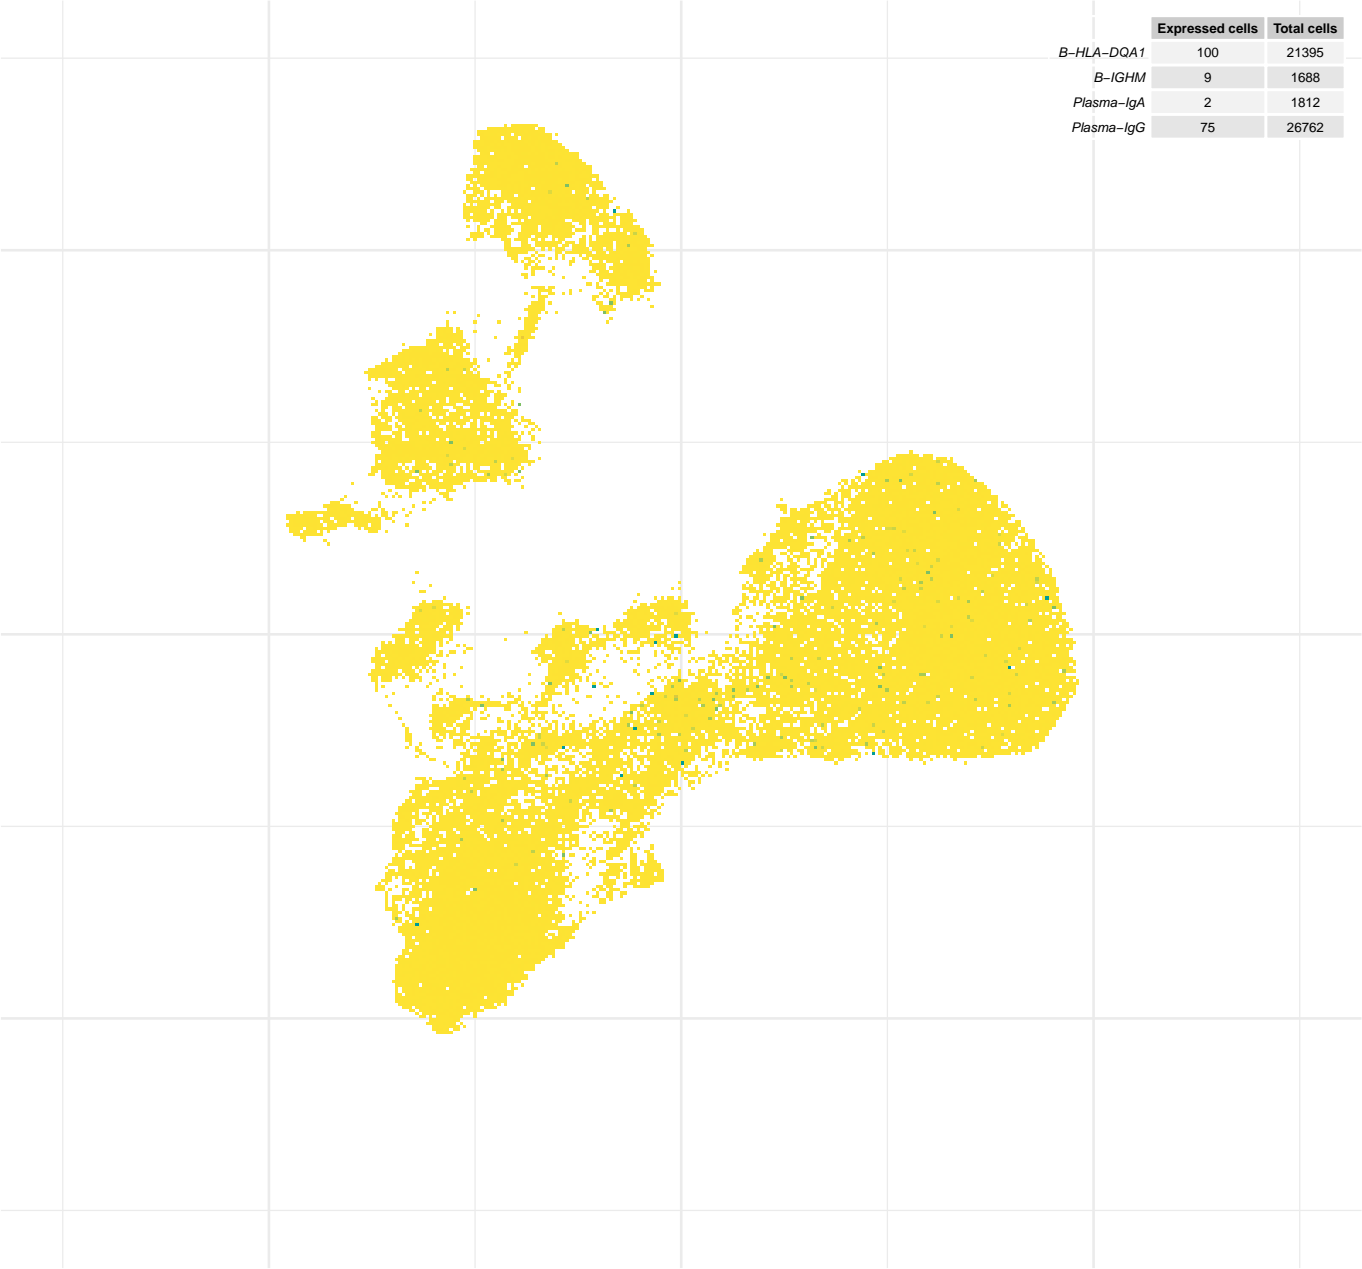 Expressed cells Total cells
B−HLA−DQA1 100 21395
B−IGHM 9 1688
Plasma−IgA 2 1812
Plasma−IgG 75 26762